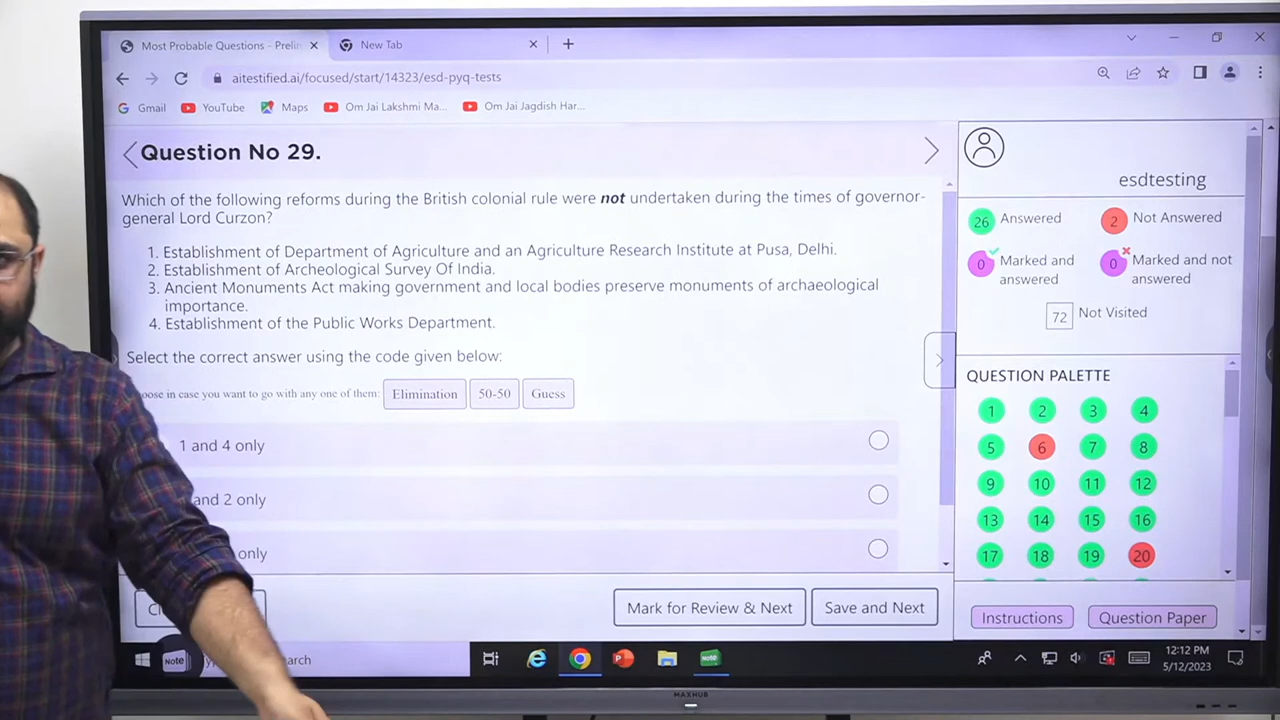 Most Probable Questions - Prelin
New Tab
aitestified.ai/focused/start/14323/esd-pyq-tests
Gmail YouTube Maps Om Jai Lakshmi Ma... Om Jai Jagdish Har...
Question No 29.
Which of the following reforms during the British colonial rule were not undertaken during the times of governor-
general Lord Curzon?
1. Establishment of Department of Agriculture and an Agriculture Research Institute at Pusa, Delhi.
2. Establishment of Archeological Survey Of India.
3. Ancient Monuments Act making government and local bodies preserve monuments of archaeological
importance.
4. Establishment of the Public Works Department.
Select the correct answer using the code given below:
oose in case you want to go with any one of them: Elimination 50-50 Guess
1 and 4 only
and 2 only
only
Mark for Review & Next Save and Next
esdtesting
26 Answered 2 Not Answered
0 Marked and
answered
0 Marked and not
answered
72 Not Visited
QUESTION PALETTE
1 2 3 4
5 6 7 8
9 10 11 12
13 14 15 16
17 18 19 20
Instructions Question Paper
Note arch
Note
12:12 PM
5/12/2023
MAXHUB